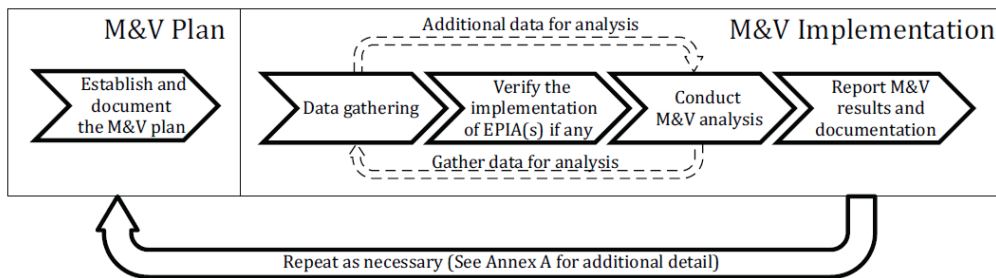 M&V Plan
Establish and
document
the M&V plan
M&V Implementation
Additional data for analysis
Data gathering
Verify the
implementation
of EPIA(s) if any
Conduct
M&V analysis
Report M&V
results and
documentation
Gather data for analysis
Repeat as necessary (See Annex A for additional detail)